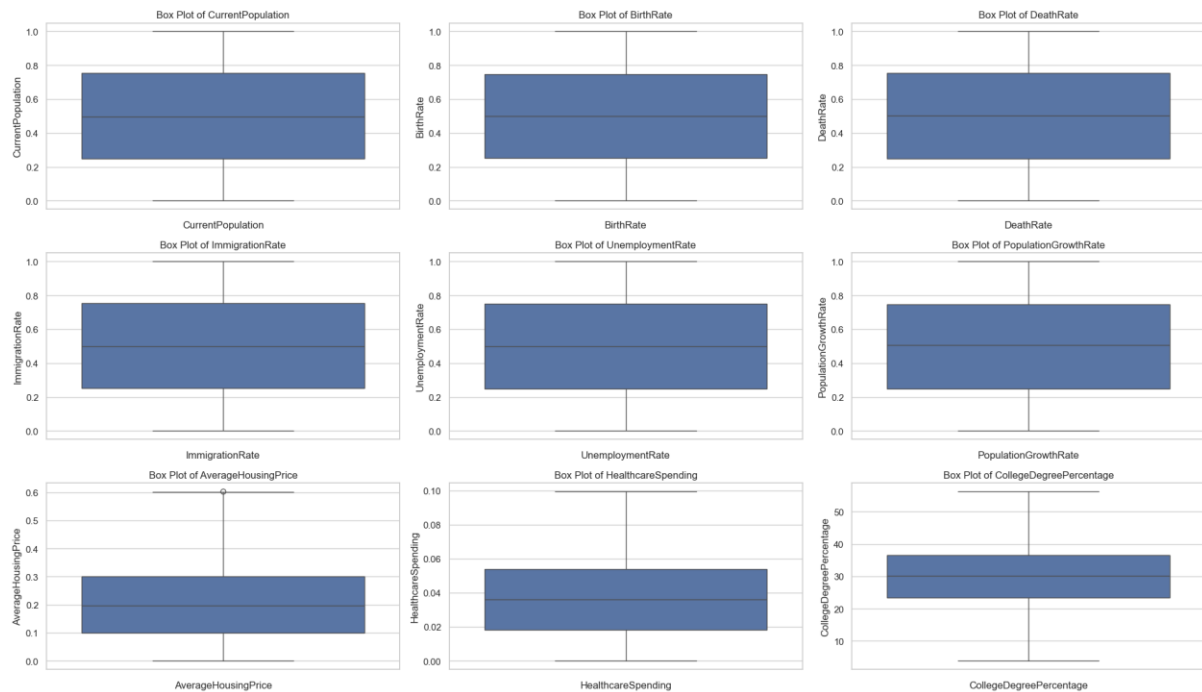 Box Plot of CurrentPopulation
CurrentPopulation
1.0
0.8
0.6
0.4
0.2
0.0
CurrentPopulation
Box Plot of BirthRate
BirthRate
1.0
0.8
0.6
0.4
0.2
0.0
BirthRate
Box Plot of DeathRate
DeathRate
1.0
0.8
0.6
0.4
0.2
0.0
DeathRate
Box Plot of ImmigrationRate
ImmigrationRate
1.0
0.8
0.6
0.4
0.2
0.0
ImmigrationRate
Box Plot of UnemploymentRate
UnemploymentRate
1.0
0.8
0.6
0.4
0.2
0.0
UnemploymentRate
Box Plot of PopulationGrowthRate
PopulationGrowthRate
1.0
0.8
0.6
0.4
0.2
0.0
PopulationGrowthRate
Box Plot of AverageHousingPrice
AverageHousingPrice
0.6
0.5
0.4
0.3
0.2
0.1
0.0
AverageHousingPrice
Box Plot of HealthcareSpending
HealthcareSpending
0.10
0.08
0.06
0.04
0.02
0.00
HealthcareSpending
Box Plot of CollegeDegreePercentage
CollegeDegreePercentage
50
40
30
20
10
CollegeDegreePercentage